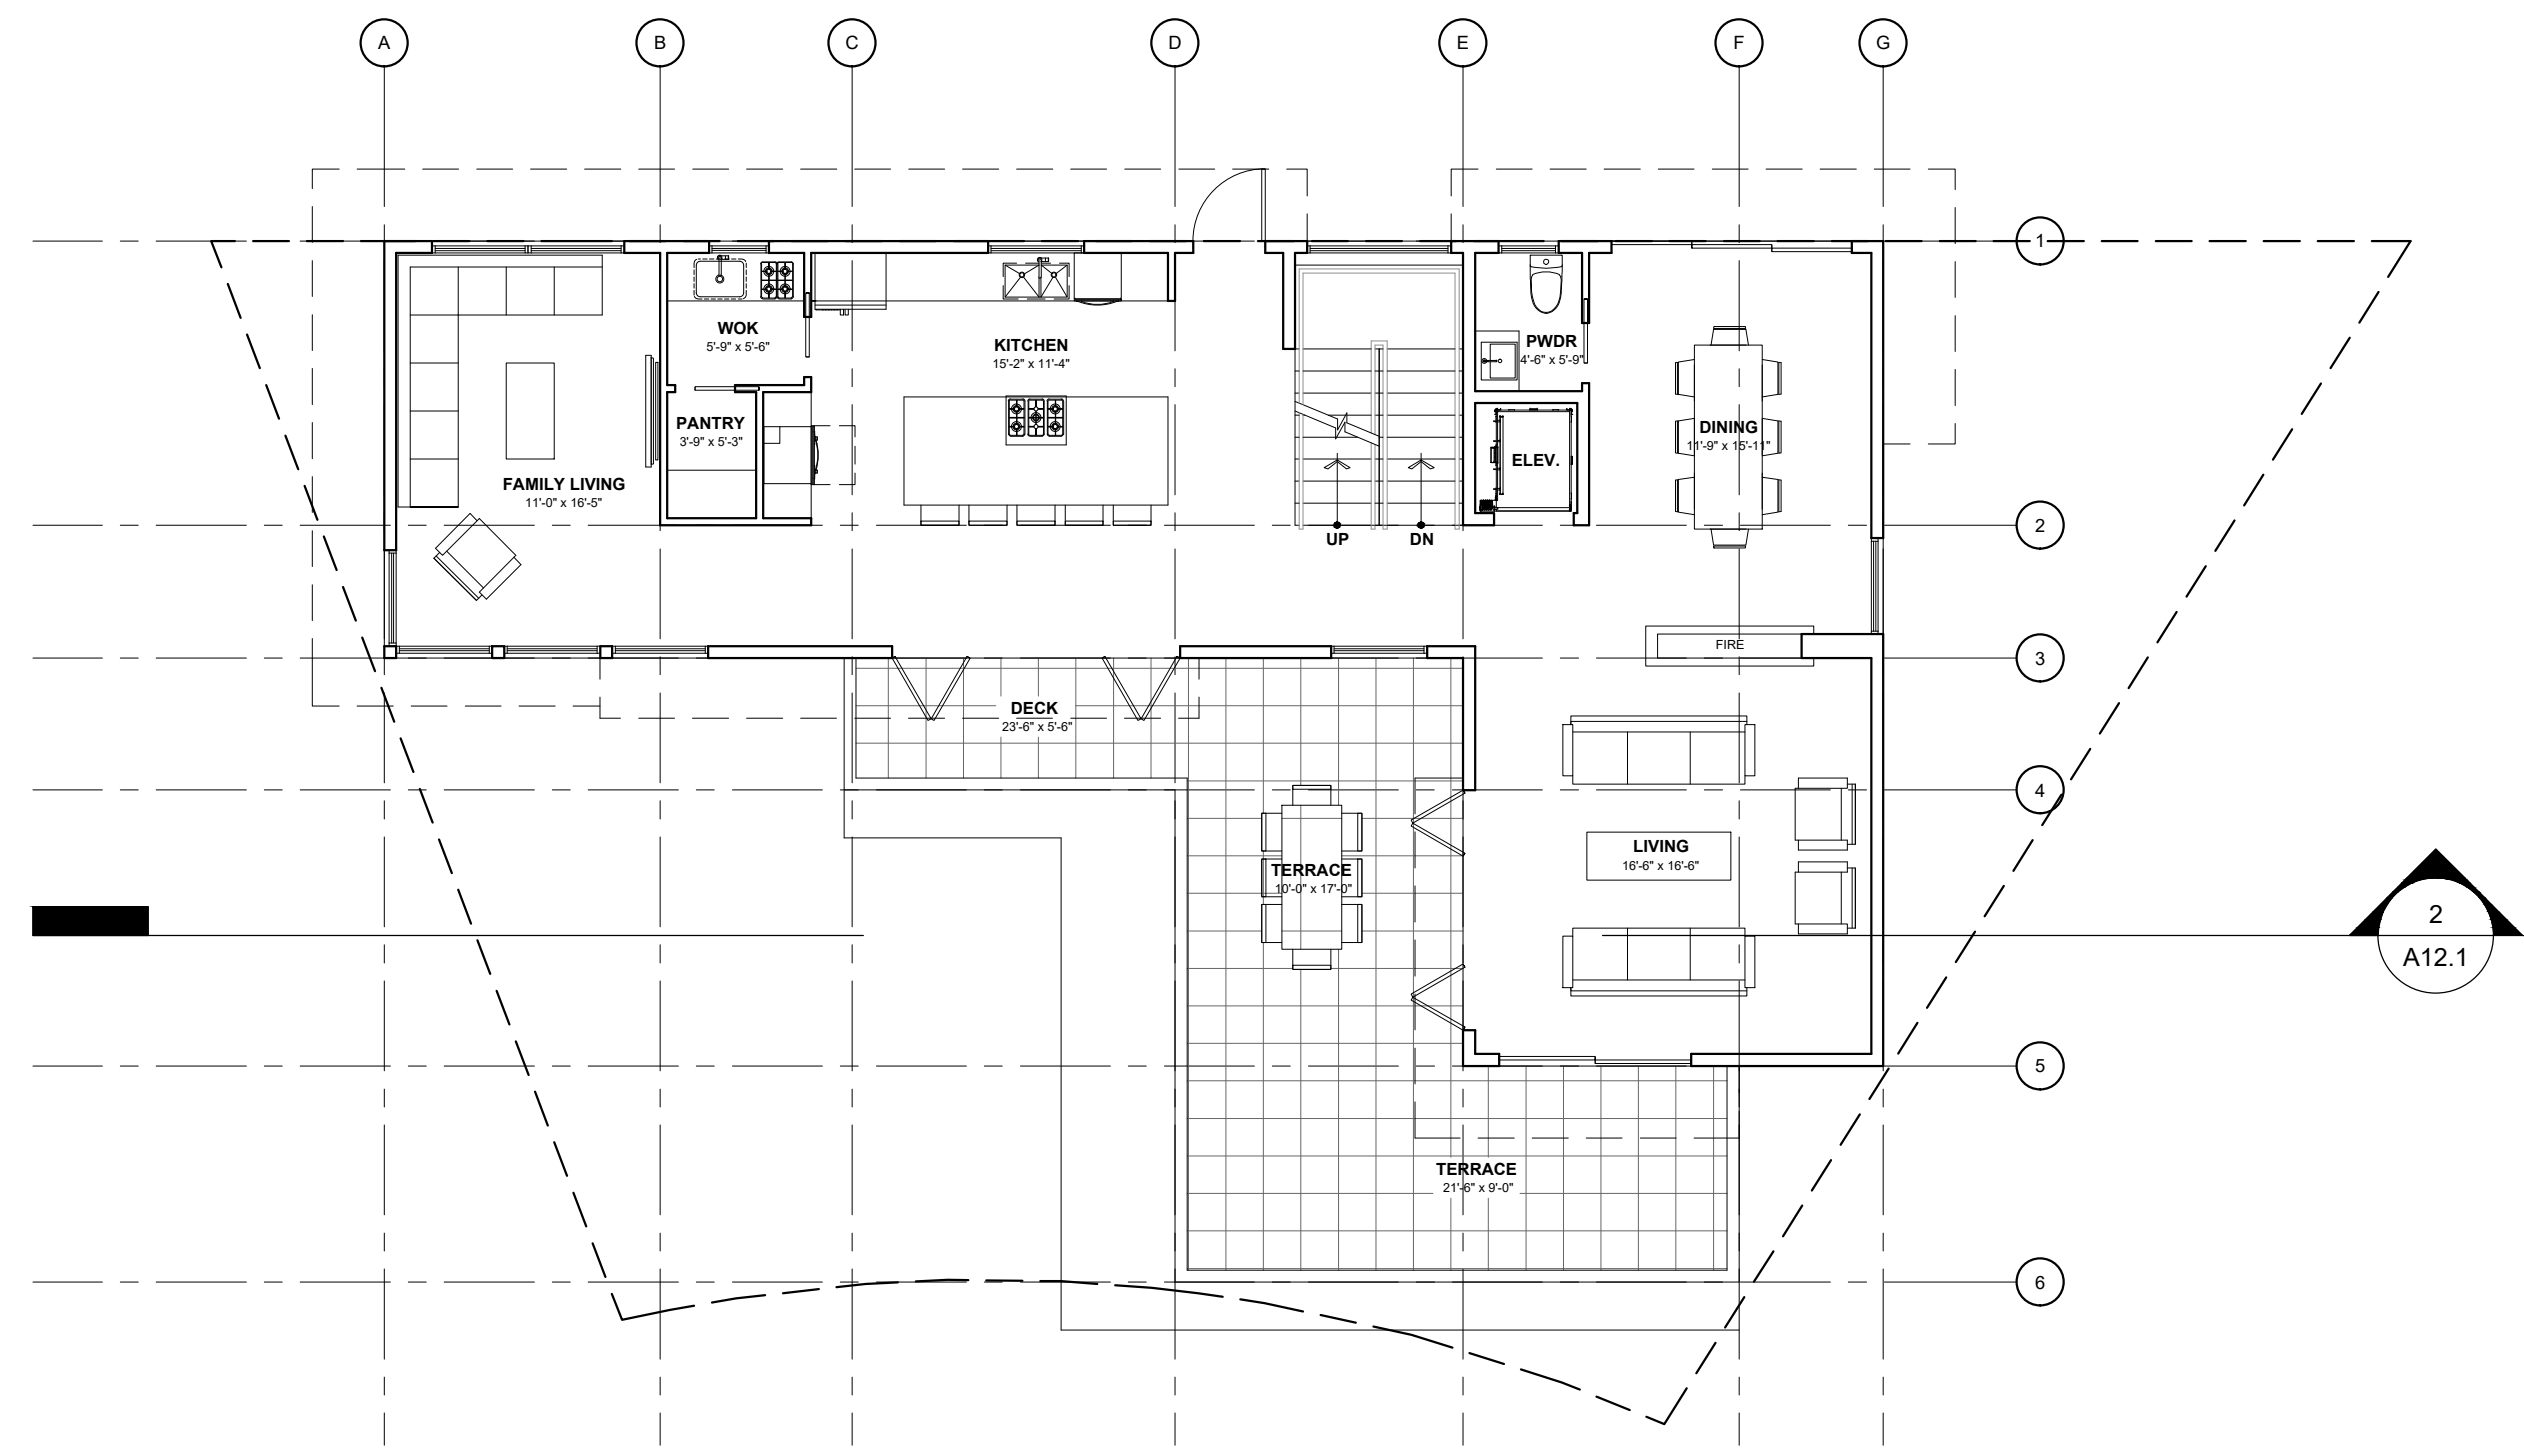 A
B
C
D
E
F
G
1
WOK
5'-9" x 5'-6"
KITCHEN
15'-2" x 11'-4"
PWDR
4'-6" x 5'-9"
PANTRY
3'-9" x 5'-3"
DINING
11'-9" x 15'-11"
ELEV.
FAMILY LIVING
11'-0" x 16'-5"
2
UP
DN
FIRE
3
DECK
23'-6" x 5'-6"
4
LIVING
16'-6" x 16'-6"
TERRACE
10'-0" x 17'-0"
2
A12.1
5
TERRACE
21'-6" x 9'-0"
6